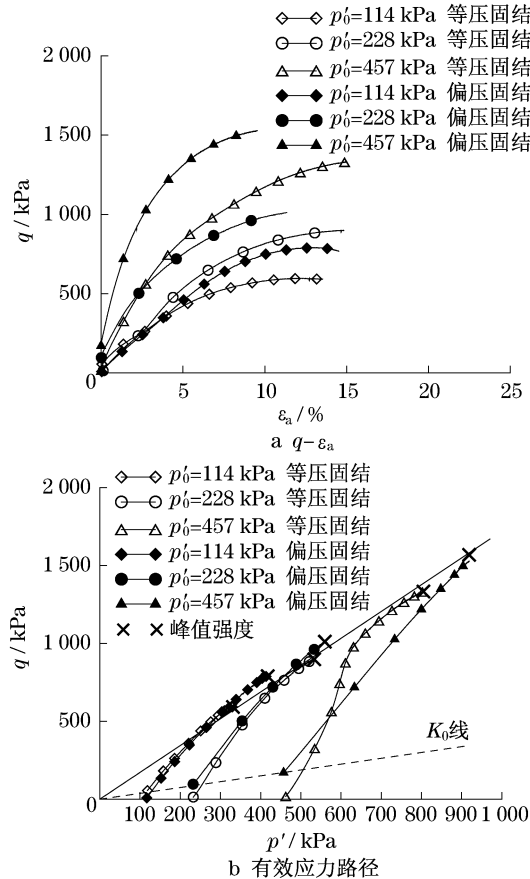 p′₀=114 kPa 等压固结
p′₀=228 kPa 等压固结
p′₀=457 kPa 等压固结
p′₀=114 kPa 偏压固结
p′₀=228 kPa 偏压固结
p′₀=457 kPa 偏压固结
2 000
1 500
1 000
500
0
q/kPa
5 10 15 20 25
εa/%
a q-εa
p′₀=114 kPa 等压固结
p′₀=228 kPa 等压固结
p′₀=457 kPa 等压固结
p′₀=114 kPa 偏压固结
p′₀=228 kPa 偏压固结
p′₀=457 kPa 偏压固结
峰值强度
2 000
1 500
1 000
500
0
q/kPa
K₀线
100 200 300 400 500 600 700 800 900 1 000
p′/kPa
b 有效应力路径